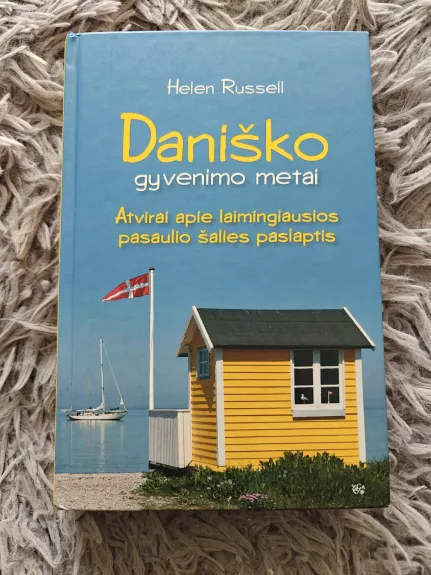 Helen Russell
Daniško
gyvenimo metai
Atvirai apie laimingiausios
pasaulio šalies paslaptis